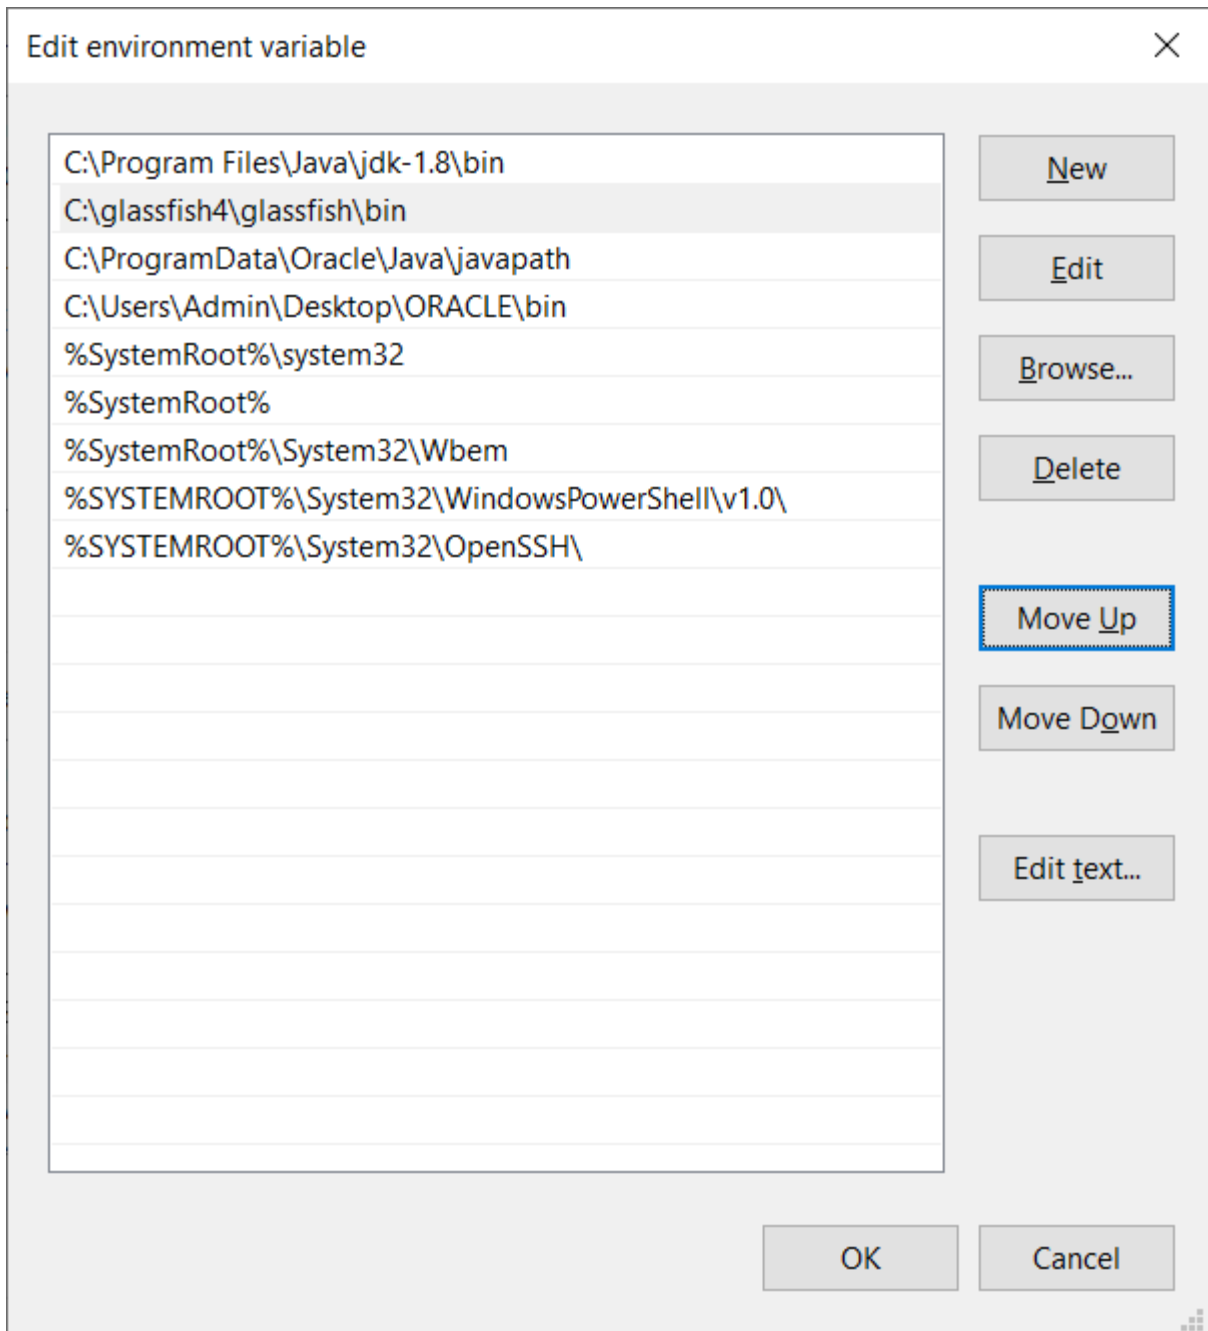 Edit environment variable
C:\Program Files\Java\jdk-1.8\bin
C:\glassfish4\glassfish\bin
C:\ProgramData\Oracle\Java\javapath
C:\Users\Admin\Desktop\ORACLE\bin
%SystemRoot%\system32
%SystemRoot%
%SystemRoot%\System32\Wbem
%SYSTEMROOT%\System32\WindowsPowerShell\v1.0\
%SYSTEMROOT%\System32\OpenSSH\
New
Edit
Browse...
Delete
Move Up
Move Down
Edit text...
OK
Cancel